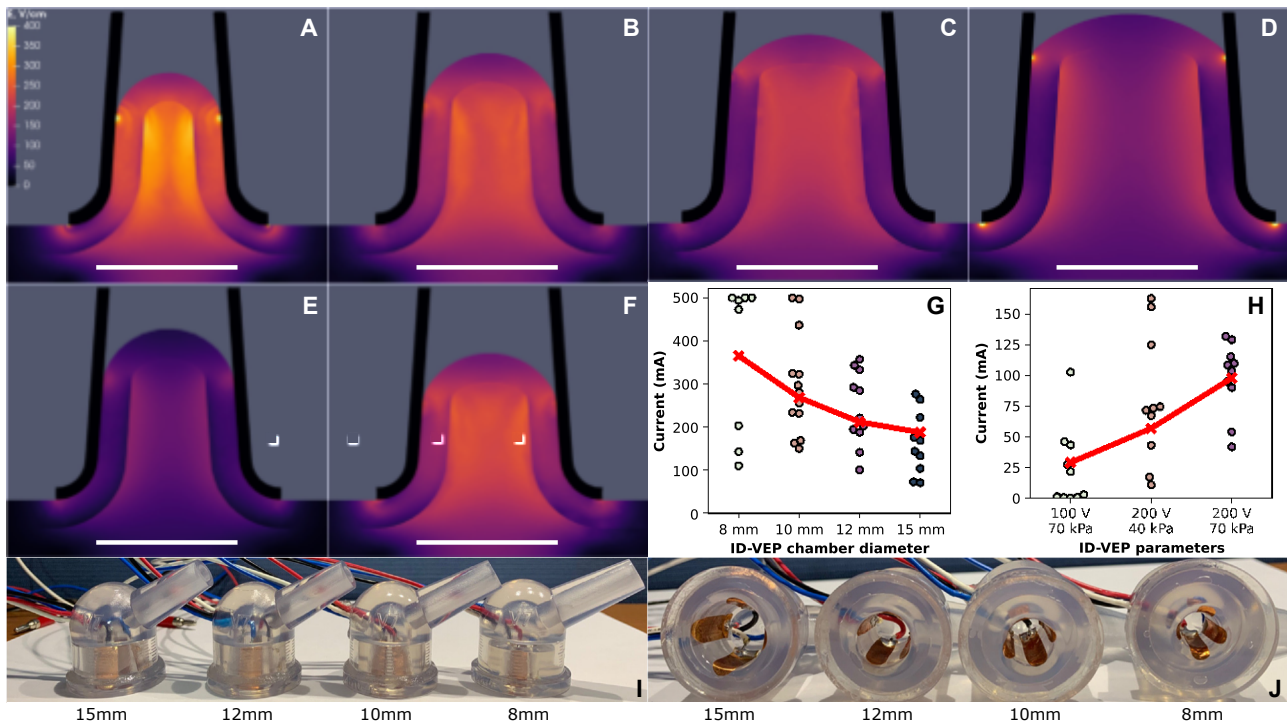 E, V/cm
400
350
300
250
200
150
100
50
0
A
B
C
D
E
F
G
Current (mA)
500
400
300
200
100
0
8 mm 10 mm 12 mm 15 mm
ID-VEP chamber diameter
H
Current (mA)
150
125
100
75
50
25
0
100 V 200 V 200 V
70 kPa 40 kPa 70 kPa
ID-VEP parameters
I
J
15mm 12mm 10mm 8mm
15mm 12mm 10mm 8mm